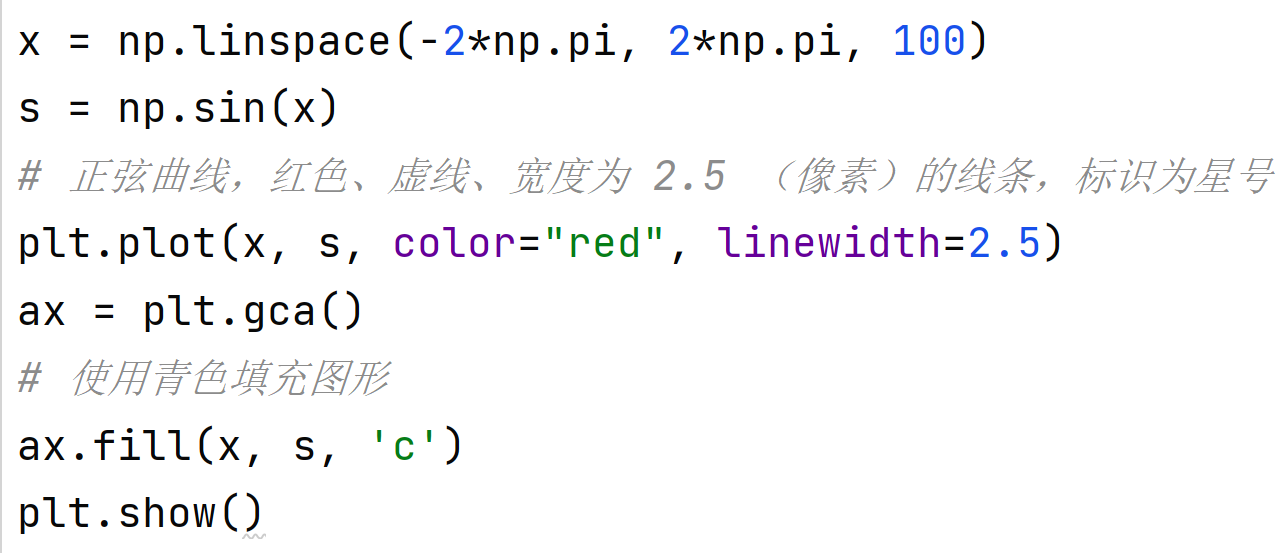 x = np.linspace(-2*np.pi, 2*np.pi, 100)
s = np.sin(x)
# 正弦曲线，红色、虚线、宽度为 2.5 （像素）的线条，标识为星号
plt.plot(x, s, color="red", linewidth=2.5)
ax = plt.gca()
# 使用青色填充图形
ax.fill(x, s, 'c')
plt.show()